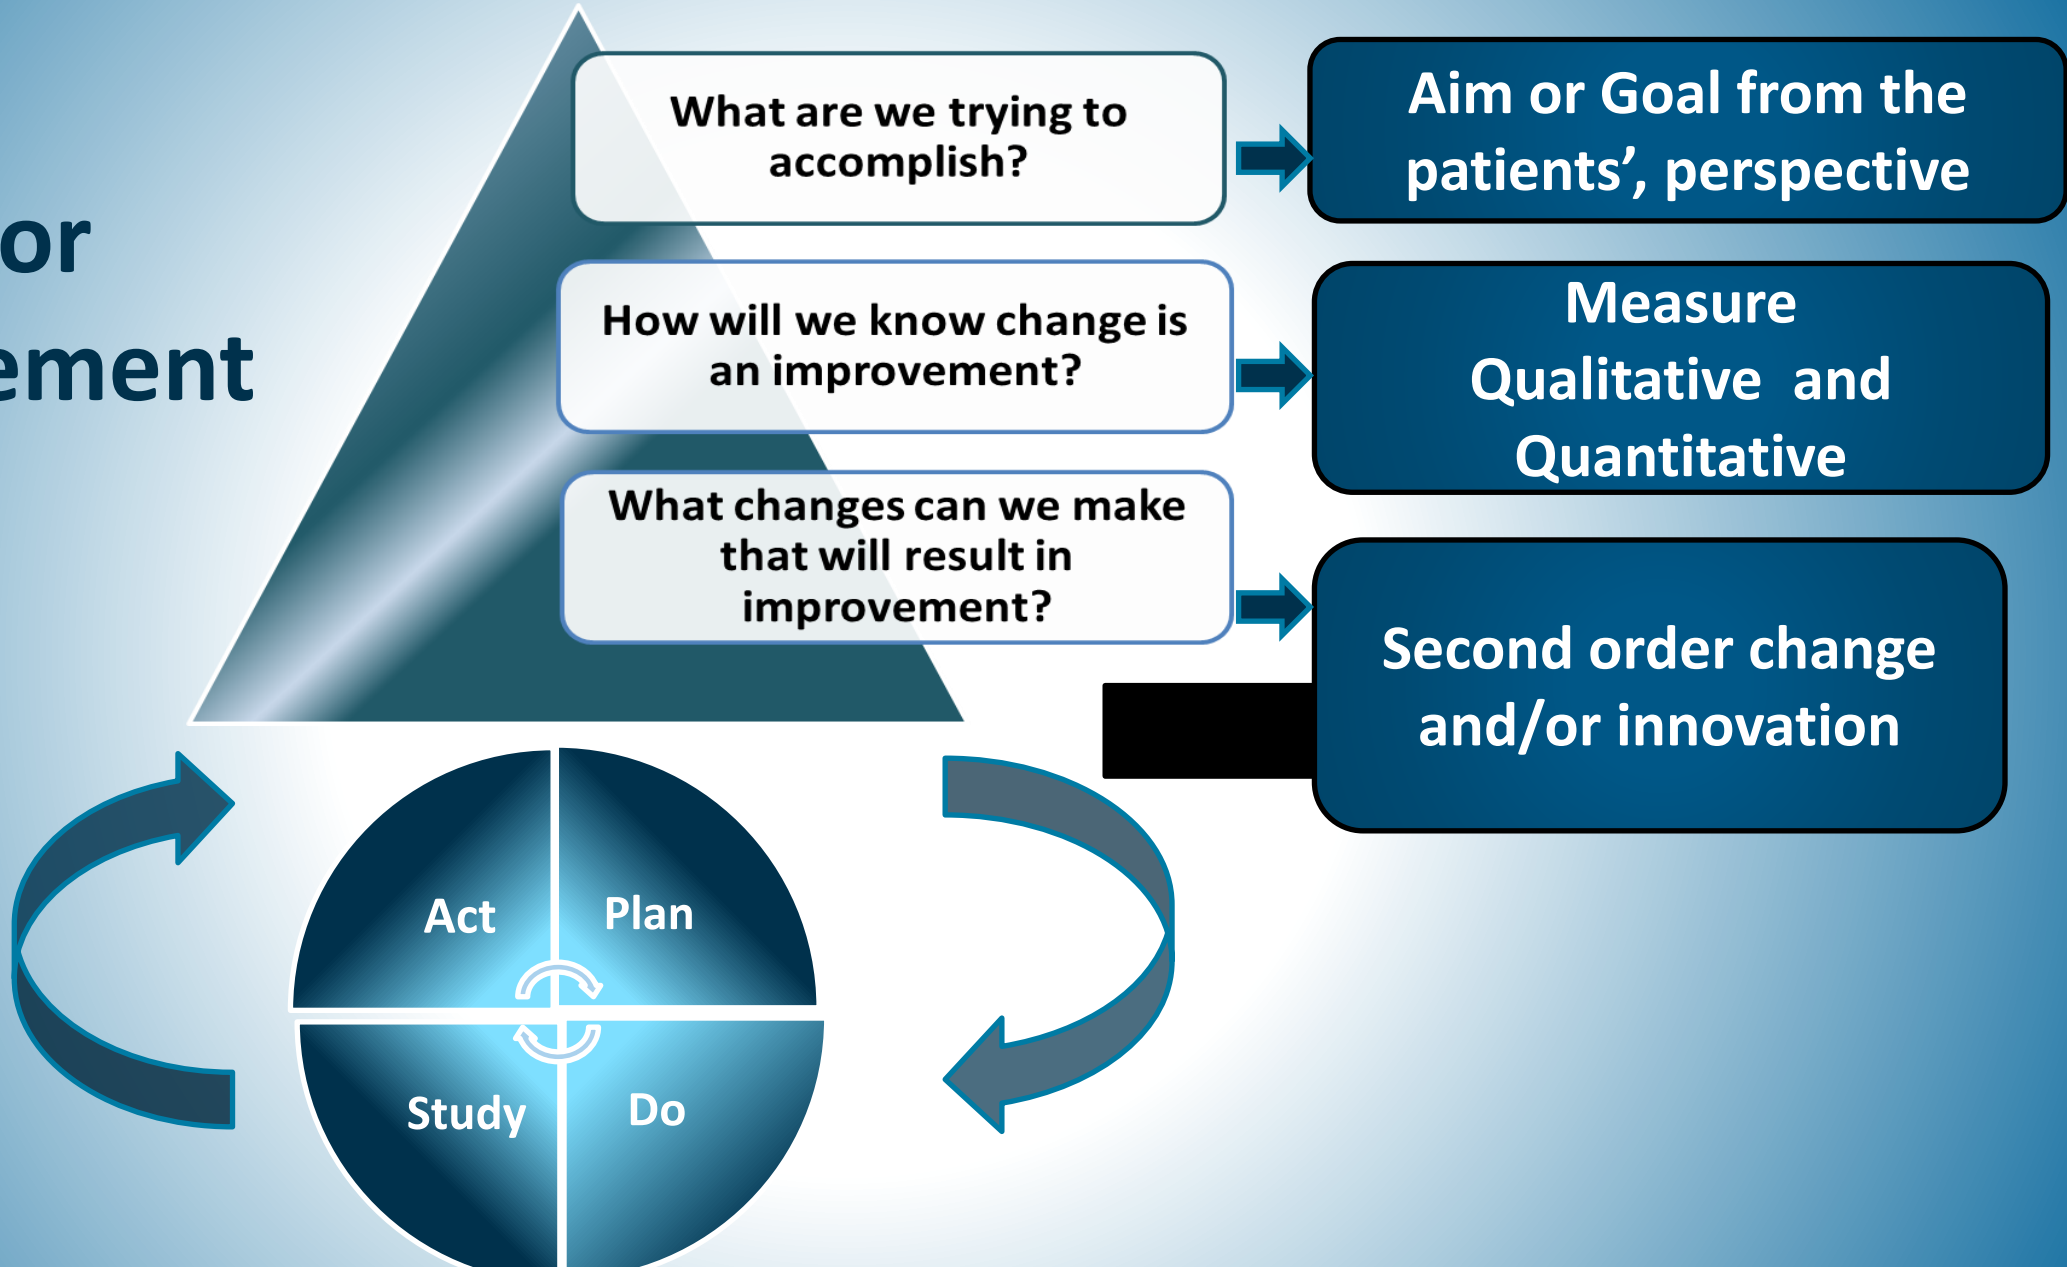 or
ement
What are we trying to
accomplish?
Aim or Goal from the
patients’, perspective
How will we know change is
an improvement?
Measure
Qualitative and
Quantitative
What changes can we make
that will result in
improvement?
Second order change
and/or innovation
Act
Plan
Study
Do